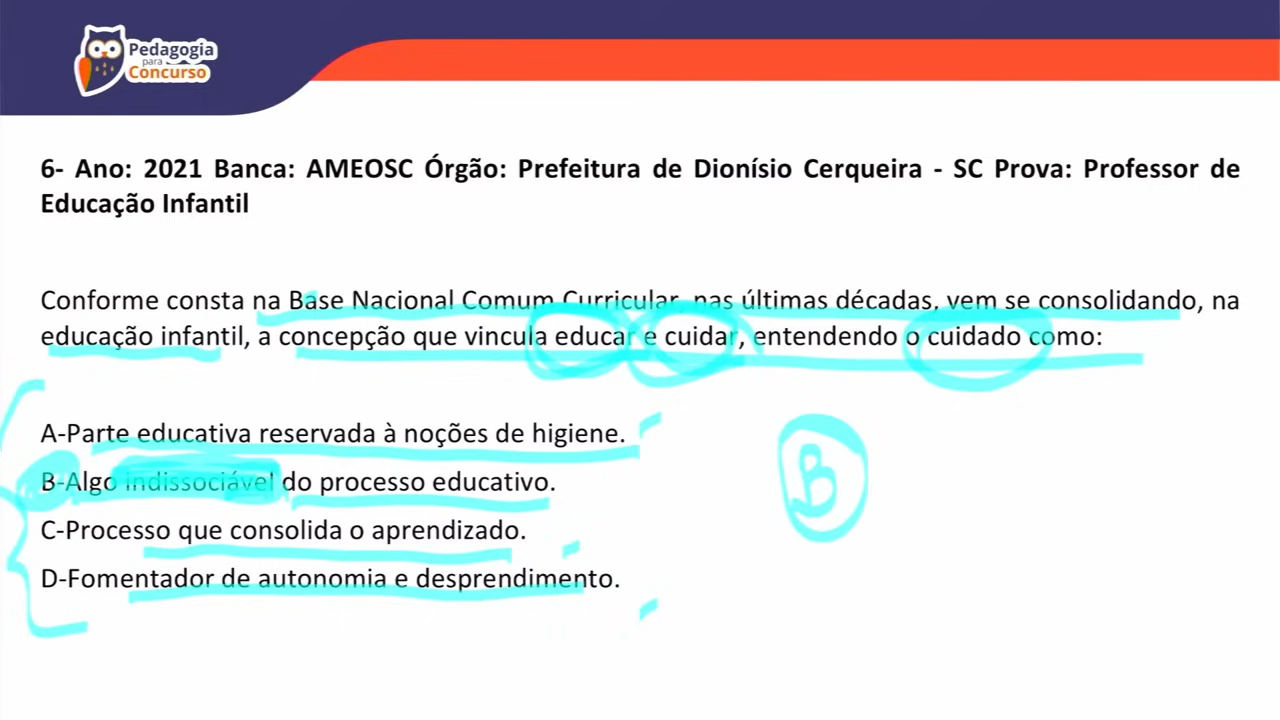 Pedagogia
para
Concurso
6- Ano: 2021 Banca: AMEOSC Órgão: Prefeitura de Dionísio Cerqueira - SC Prova: Professor de
Educação Infantil
Conforme consta na Base Nacional Comum Curricular, nas últimas décadas, vem se consolidando, na
educação infantil, a concepção que vincula educar e cuidar, entendendo o cuidado como:
A-Parte educativa reservada à noções de higiene.
B-Algo indissociável do processo educativo.
B
C-Processo que consolida o aprendizado.
D-Fomentador de autonomia e desprendimento.